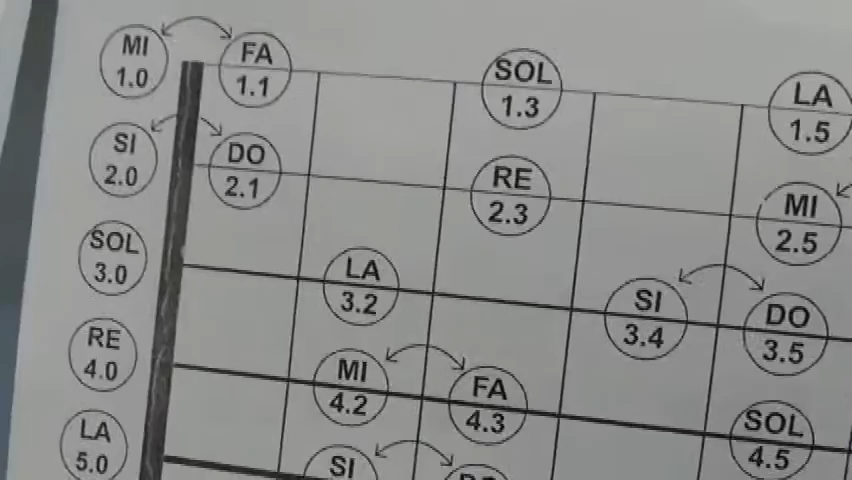 MI
1.0
FA
1.1
SOL
1.3
LA
1.5
SI
2.0
DO
2.1
RE
2.3
MI
2.5
SOL
3.0
LA
3.2
SI
3.4
DO
3.5
RE
4.0
MI
4.2
FA
4.3
SOL
4.5
LA
5.0
SI